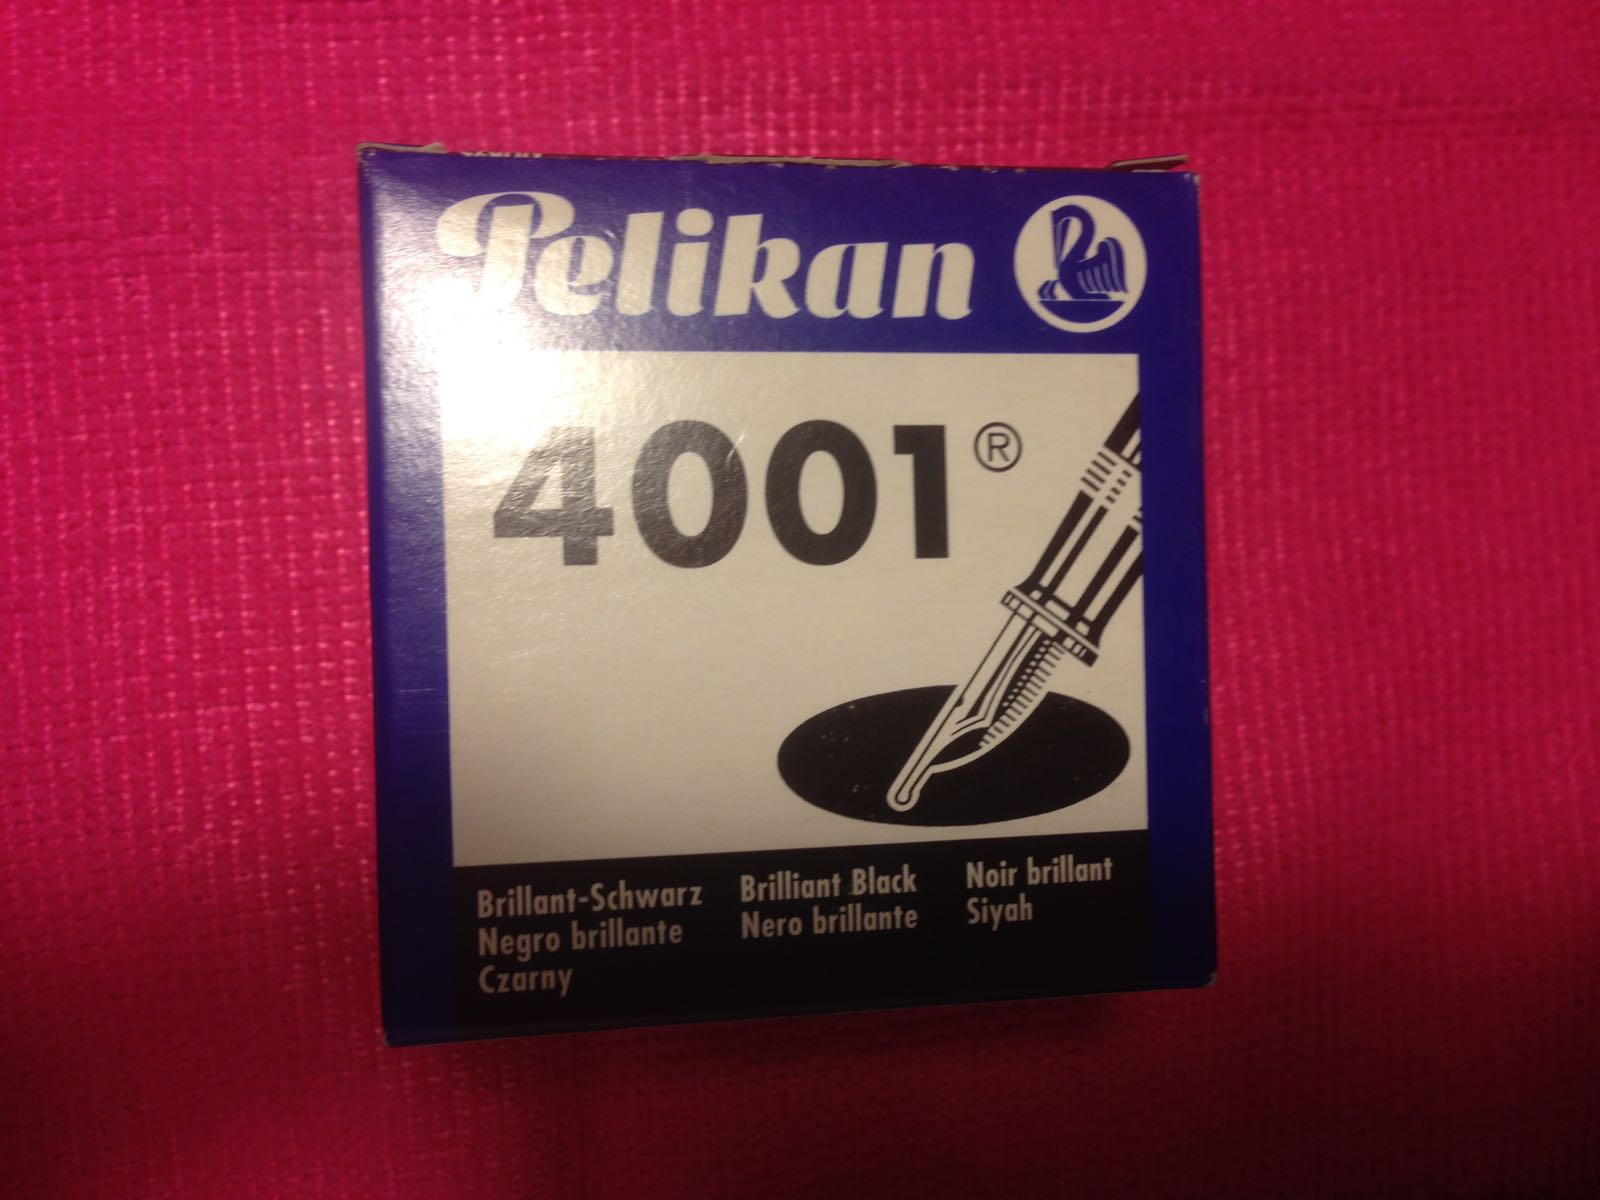 Pelikan
4001®
Brillant-Schwarz
Negro brillante
Czarny
Brilliant Black
Nero brillante
Noir brillant
Siyah